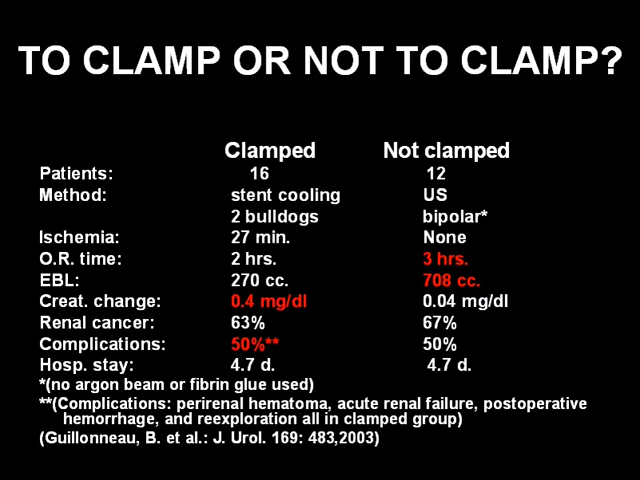 TO CLAMP OR NOT TO CLAMP?
Clamped Not clamped
Patients: 16 12
Method: stent cooling US
2 bulldogs bipolar*
Ischemia: 27 min. None
O.R. time: 2 hrs. 3 hrs.
EBL: 270 cc. 708 cc.
Creat. change: 0.4 mg/dl 0.04 mg/dl
Renal cancer: 63% 67%
Complications: 50%** 50%
Hosp. stay: 4.7 d. 4.7 d.
*(no argon beam or fibrin glue used)
**(Complications: perirenal hematoma, acute renal failure, postoperative
hemorrhage, and reexploration all in clamped group)
(Guillonneau, B. et al.: J. Urol. 169: 483,2003)